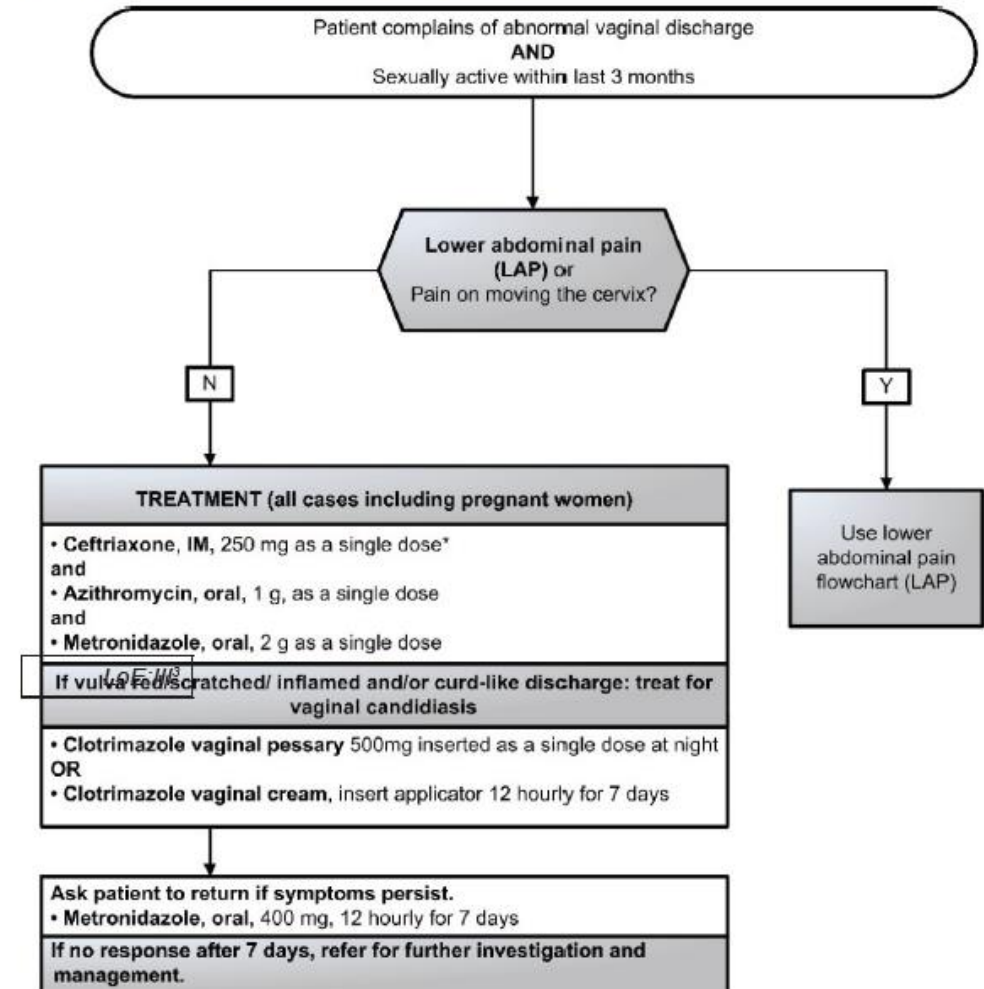 Patient complains of abnormal vaginal discharge
AND
Sexually active within last 3 months
Lower abdominal pain
(LAP) or
Pain on moving the cervix?
N
Y
TREATMENT (all cases including pregnant women)
• Ceftriaxone, IM, 250 mg as a single dose*
and
• Azithromycin, oral, 1 g, as a single dose
and
• Metronidazole, oral, 2 g as a single dose
LoE:III³
If vulva red/scratched/ inflamed and/or curd-like discharge: treat for
vaginal candidiasis
• Clotrimazole vaginal pessary 500mg inserted as a single dose at night
OR
• Clotrimazole vaginal cream, insert applicator 12 hourly for 7 days
Use lower
abdominal pain
flowchart (LAP)
Ask patient to return if symptoms persist.
• Metronidazole, oral, 400 mg, 12 hourly for 7 days
If no response after 7 days, refer for further investigation and
management.